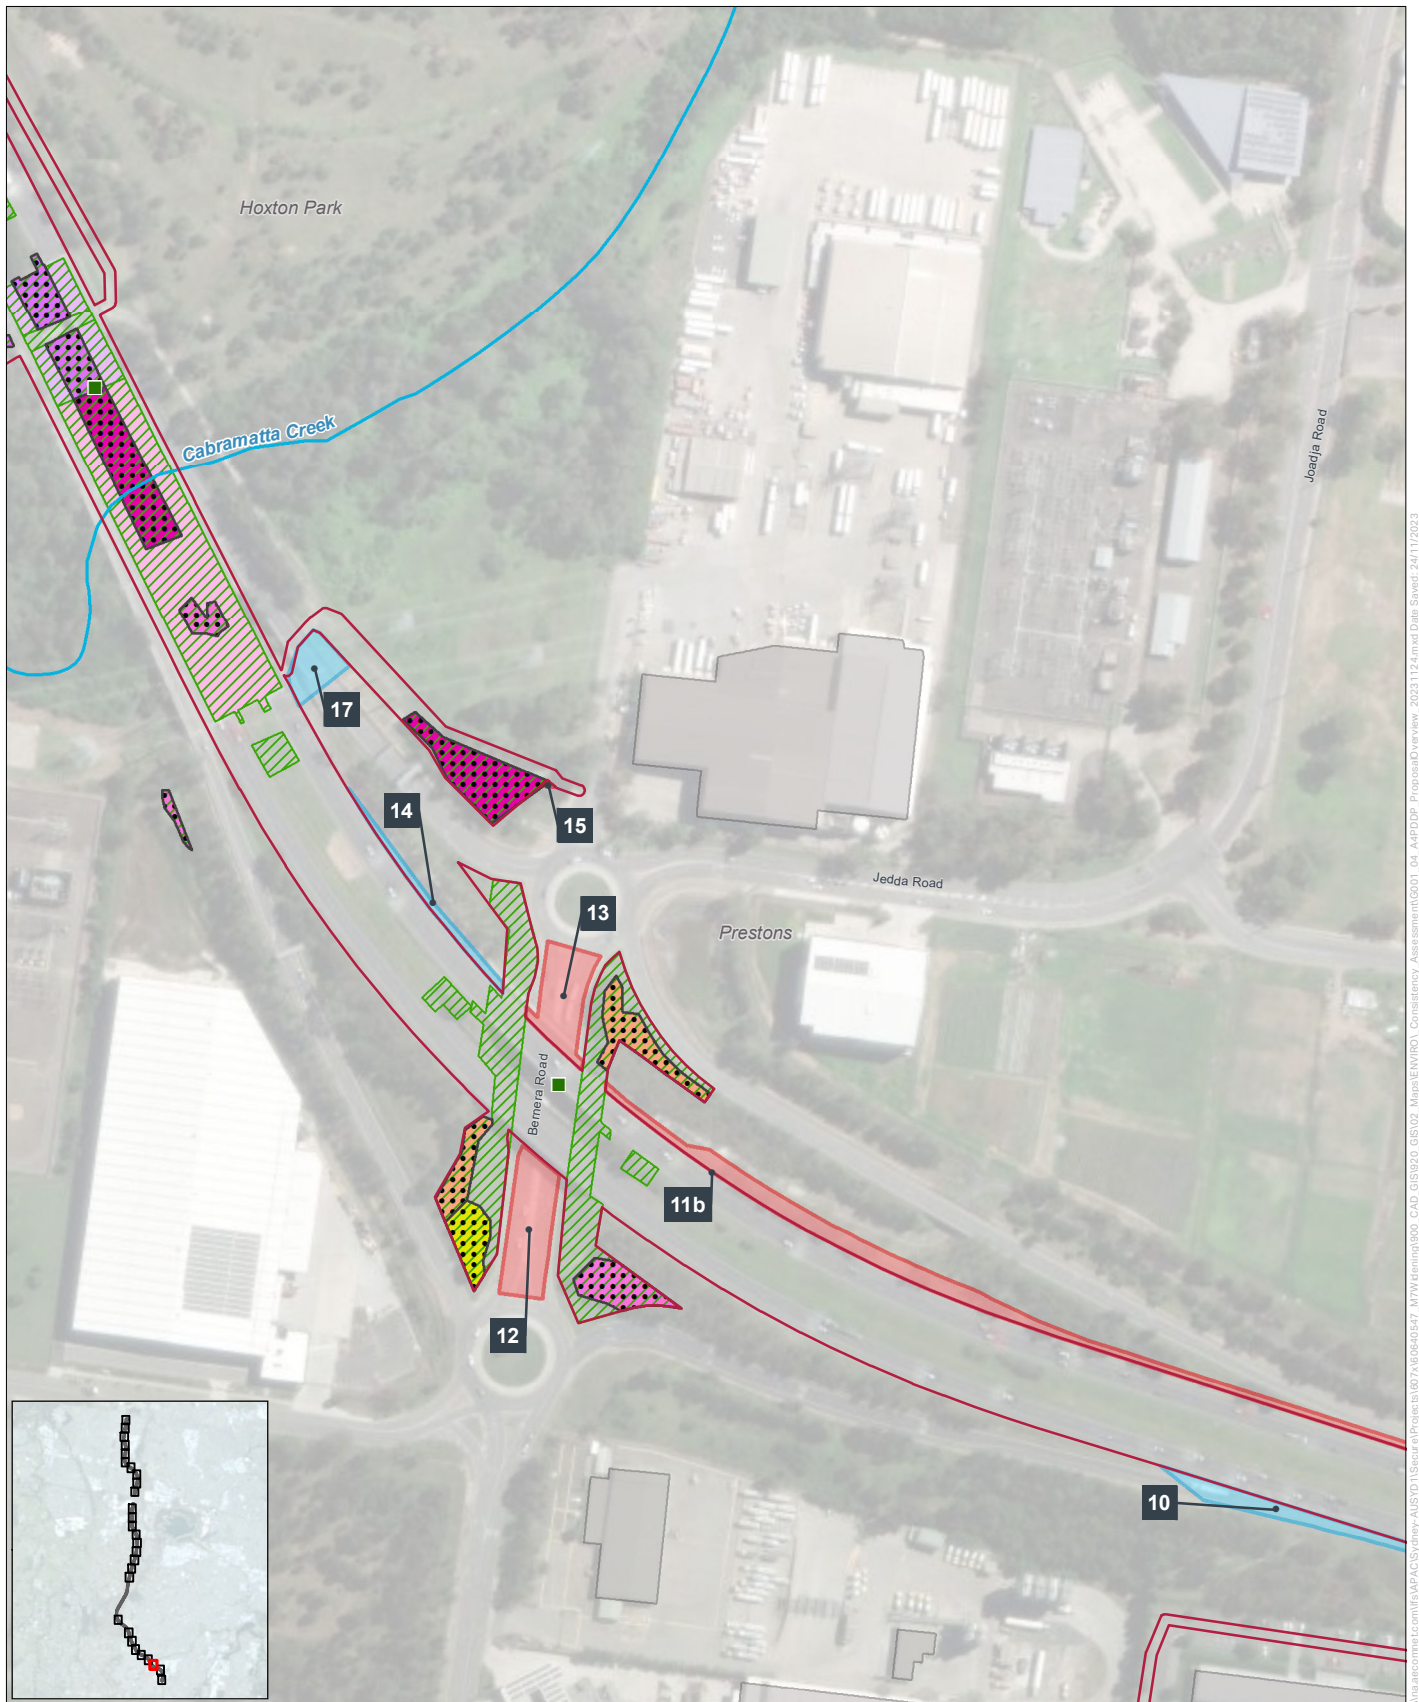 Hoxton Park
Cabramatta Creek
Joadja Road
17
14
15
Jedda Road
13
Prestons
Bernera Road
11b
12
10